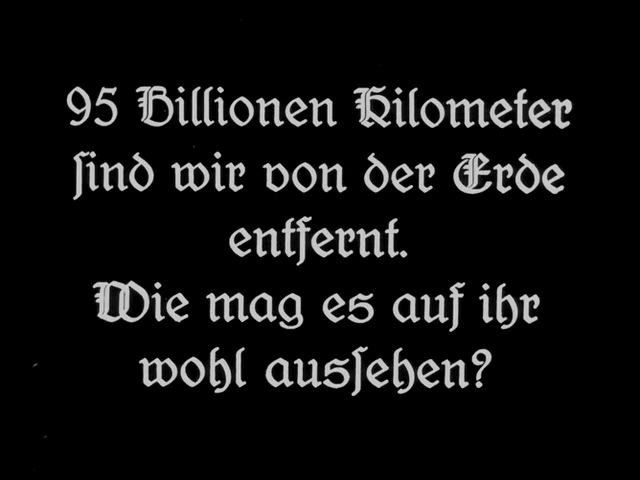 95 Billionen Kilometer
ſind wir von der Erde
entfernt.
Wie mag es auf ihr
wohl ausſehen?